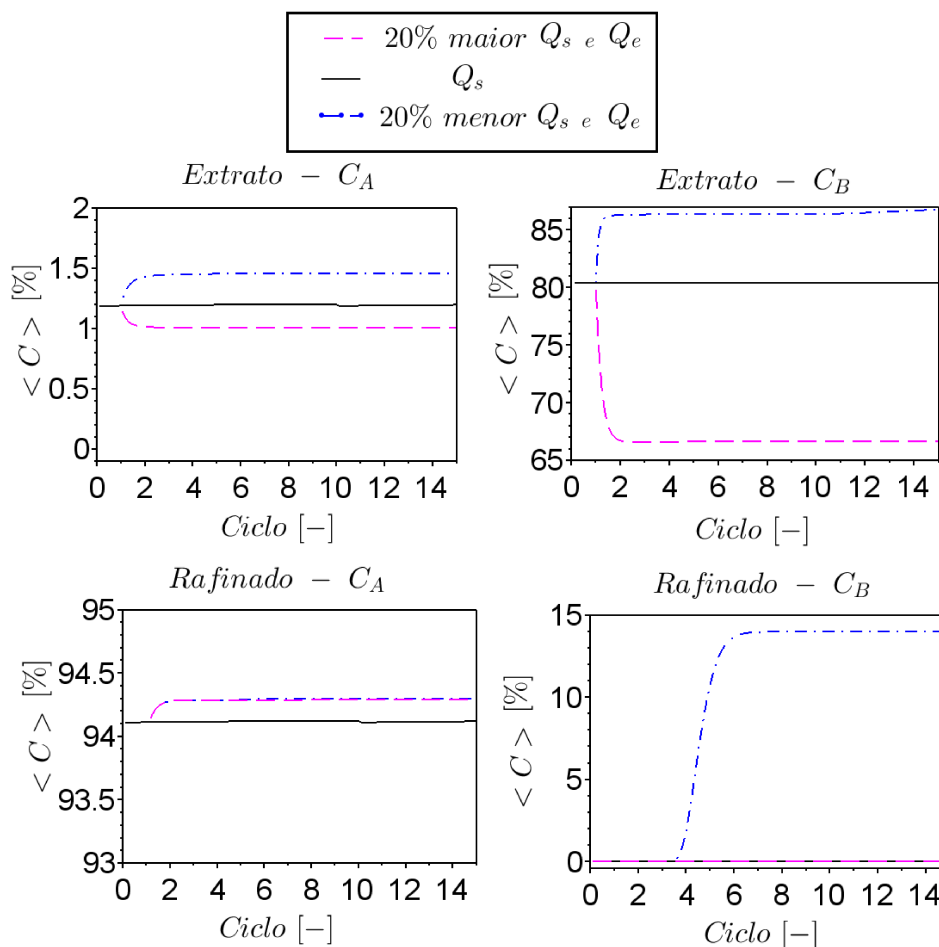 20% maior Q_s e Q_e
Q_s
20% menor Q_s e Q_e
Extrato − C_A
< C > [%]
2
1.5
1
0.5
0
0 2 4 6 8 10 12 14
Ciclo [−]
Extrato − C_B
< C > [%]
85
80
75
70
65
0 2 4 6 8 10 12 14
Ciclo [−]
Rafinado − C_A
< C > [%]
95
94.5
94
93.5
93
0 2 4 6 8 10 12 14
Ciclo [−]
Rafinado − C_B
< C > [%]
15
10
5
0
0 2 4 6 8 10 12 14
Ciclo [−]